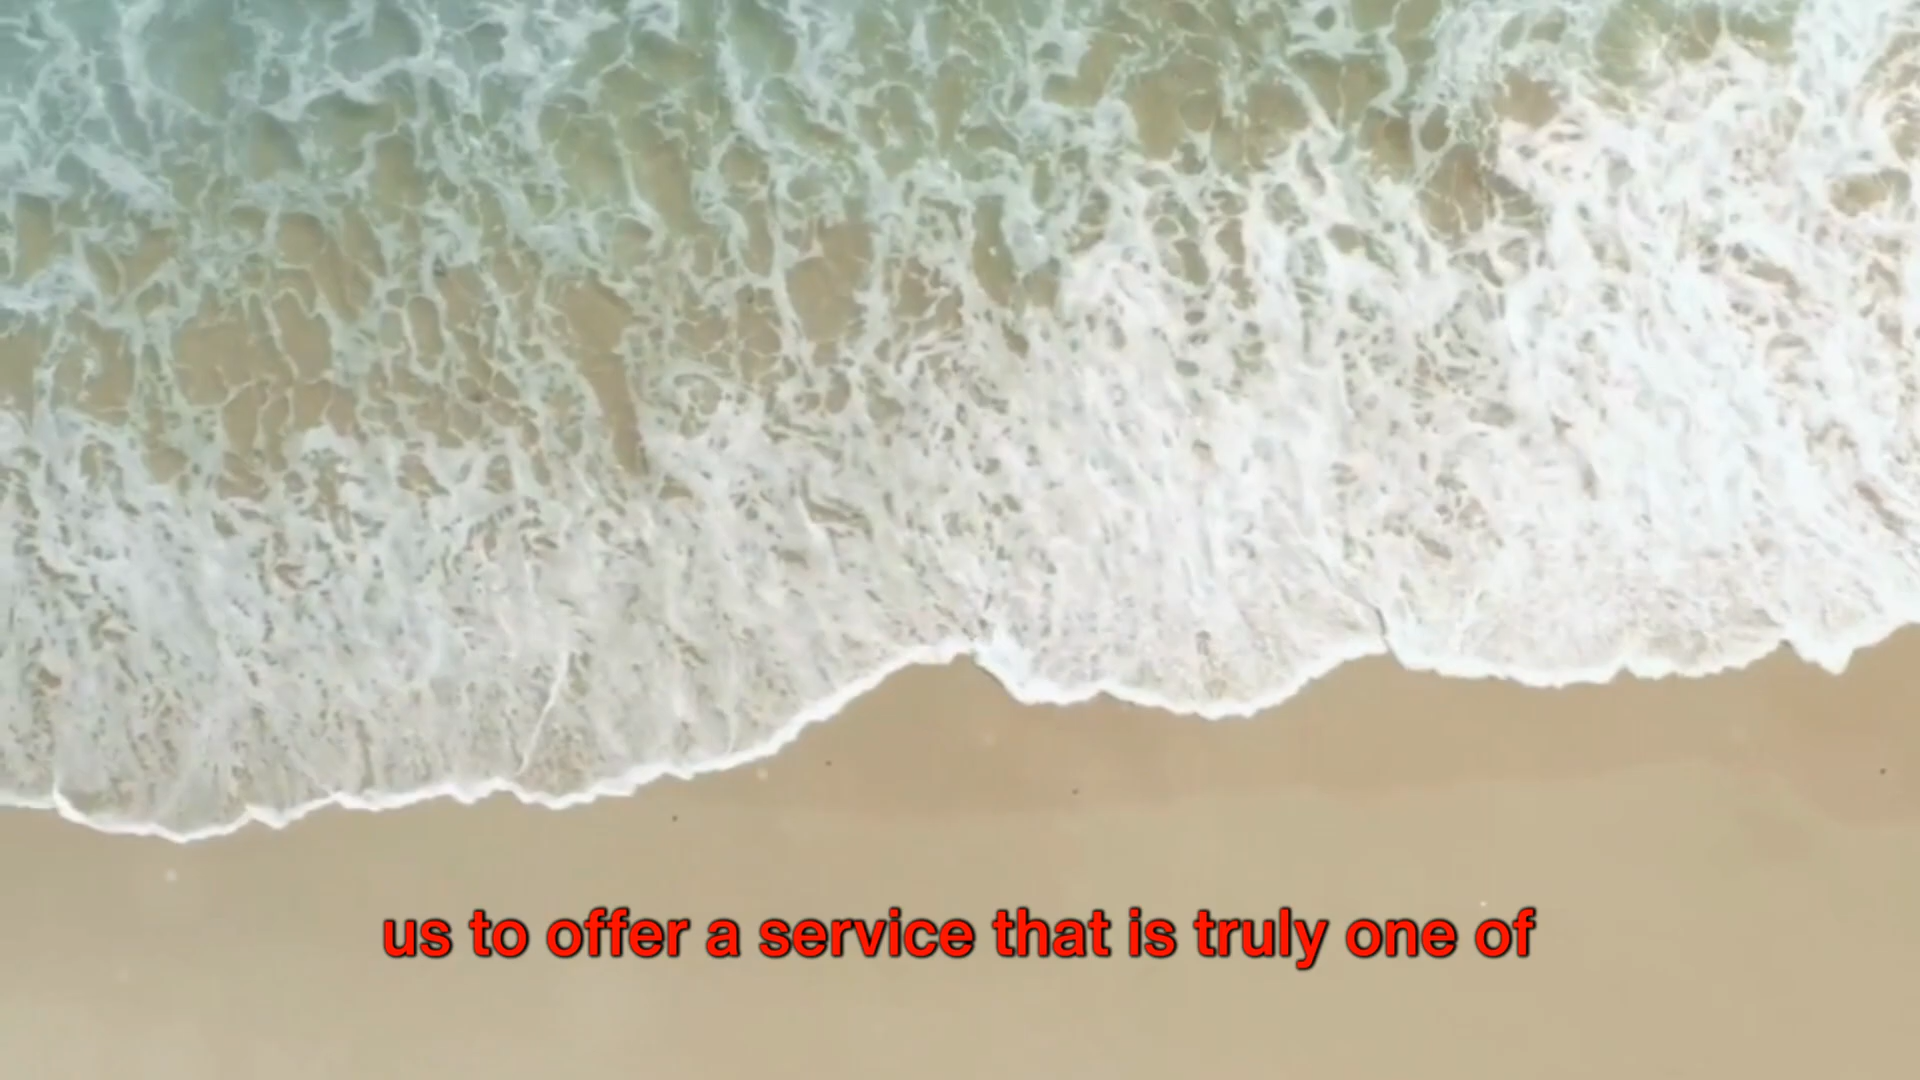 us to offer a service that is truly one of